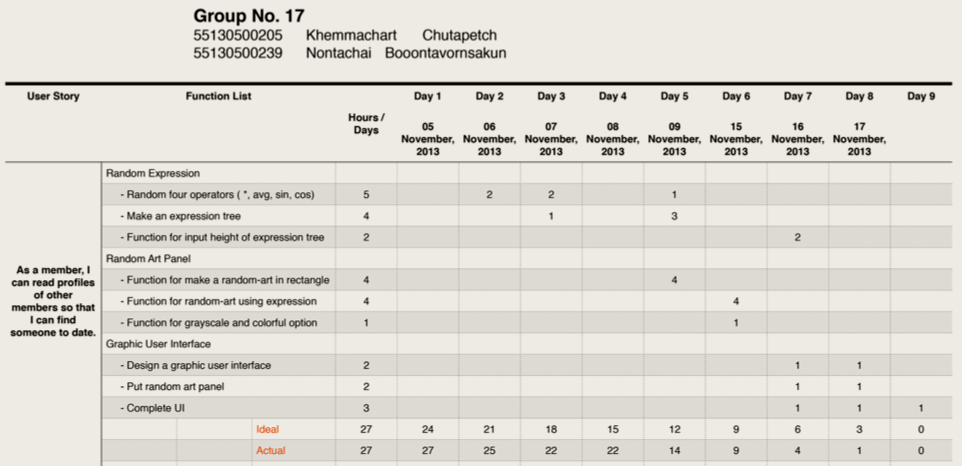 Group No. 17
55130500205 Khemmachart Chutapetch
55130500239 Nontachai Booontavornsakun
User Story Function List Hours / Days Day 1 Day 2 Day 3 Day 4 Day 5 Day 6 Day 7 Day 8 Day 9
05 November, 2013 06 November, 2013 07 November, 2013 08 November, 2013 09 November, 2013 15 November, 2013 16 November, 2013 17 November, 2013
As a member, I can read profiles of other members so that I can find someone to date.
Random Expression
- Random four operators ( *, avg, sin, cos) 5 2 2 1
- Make an expression tree 4 1 3
- Function for input height of expression tree 2 2
Random Art Panel
- Function for make a random-art in rectangle 4 4
- Function for random-art using expression 4 4
- Function for grayscale and colorful option 1 1
Graphic User Interface
- Design a graphic user interface 2 1 1
- Put random art panel 2 1 1
- Complete UI 3 1 1 1
Ideal 27 24 21 18 15 12 9 6 3 0
Actual 27 27 25 22 22 14 9 4 1 0